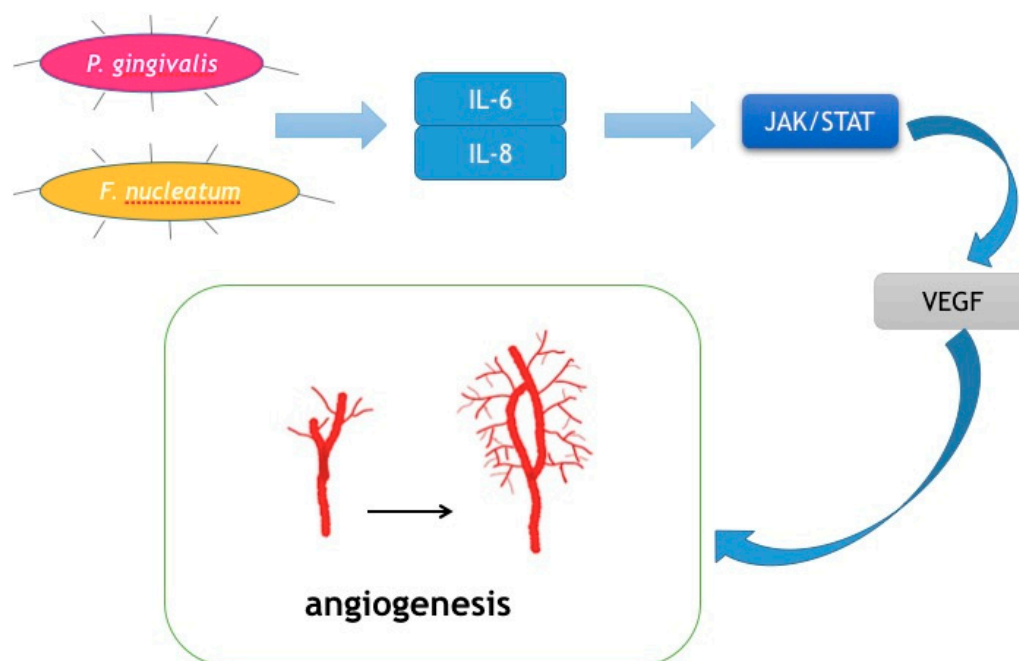 P. gingivalis
F. nucleatum
IL-6
IL-8
JAK/STAT
VEGF
angiogenesis